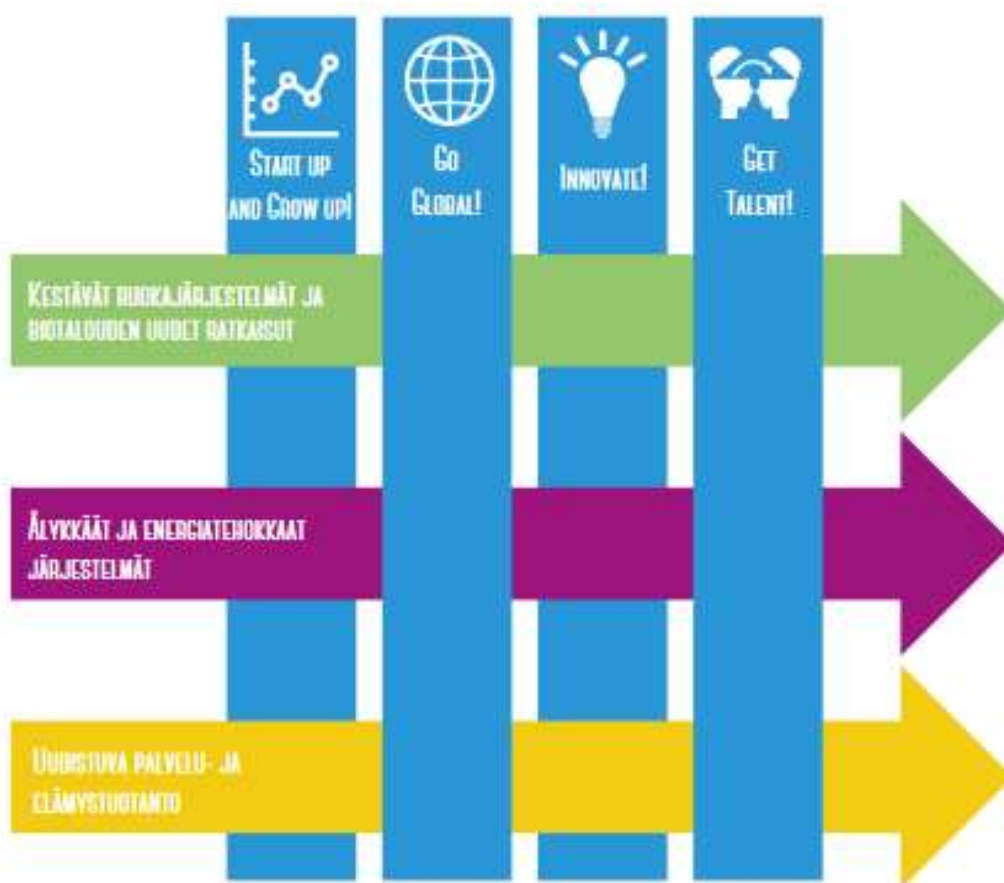 START UP
AND GROW UP!
GO
GLOBAL!
INNOVATE!
GET
TALENT!
KESTÄVÄT RUOKAJÄRJESTELMÄT JA
BIOTALOUDEN UUDET RATKAISUT
ÄLYKKÄÄT JA ENERGIATEHOKKAAT
JÄRJESTELMÄT
UUDISTUVA PALVELU- JA
ELÄMYSTUOTANTO